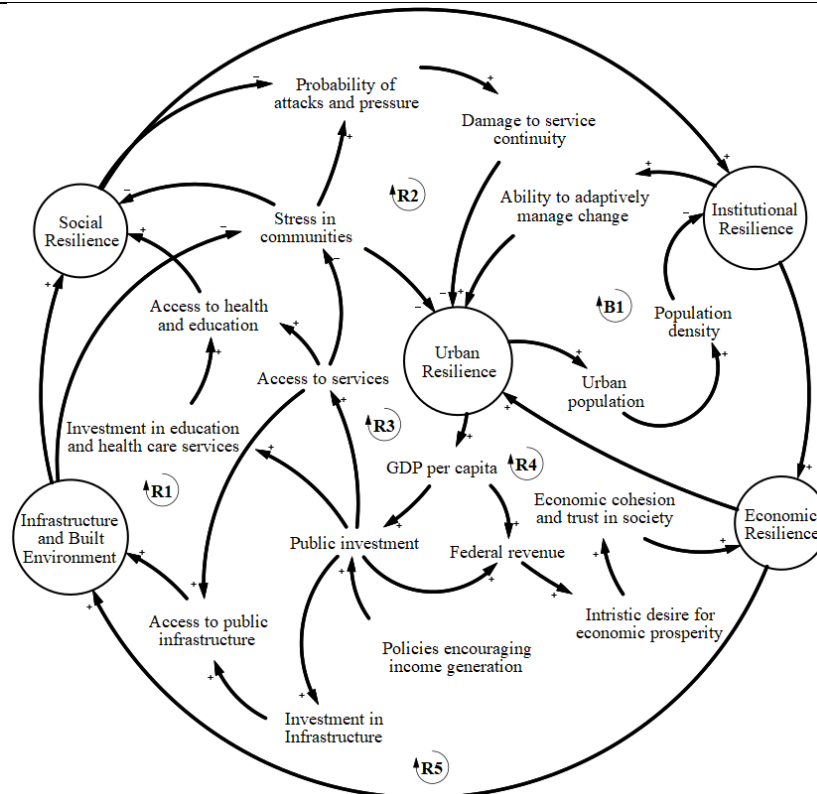 Probability of
attacks and pressure
Damage to service
continuity
R2
Ability to adaptively
manage change
Institutional
Resilience
Social
Resilience
Stress in
communities
Access to health
and education
B1
Population
density
Urban
Resilience
Access to services
Urban
population
Investment in education
and health care services
R3
GDP per capita
R4
R1
Economic cohesion
and trust in society
Infrastructure
and Built
Environment
Public investment
Federal revenue
Economic
Resilience
Access to public
infrastructure
Policies encouraging
income generation
Intristic desire for
economic prosperity
Investment in
Infrastructure
R5